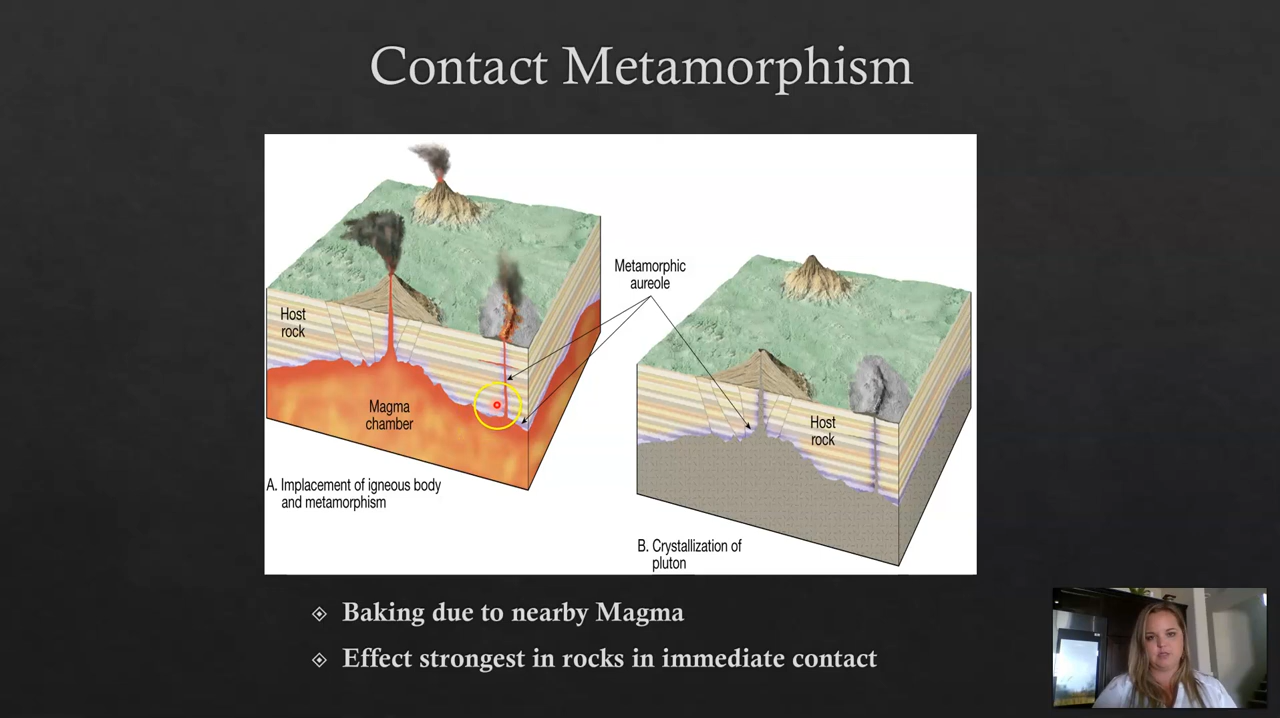 Contact Metamorphism
Host
rock
Magma
chamber
A. Implacement of igneous body
and metamorphism
Metamorphic
aureole
Host
rock
B. Crystallization of
pluton
Baking due to nearby Magma
Effect strongest in rocks in immediate contact